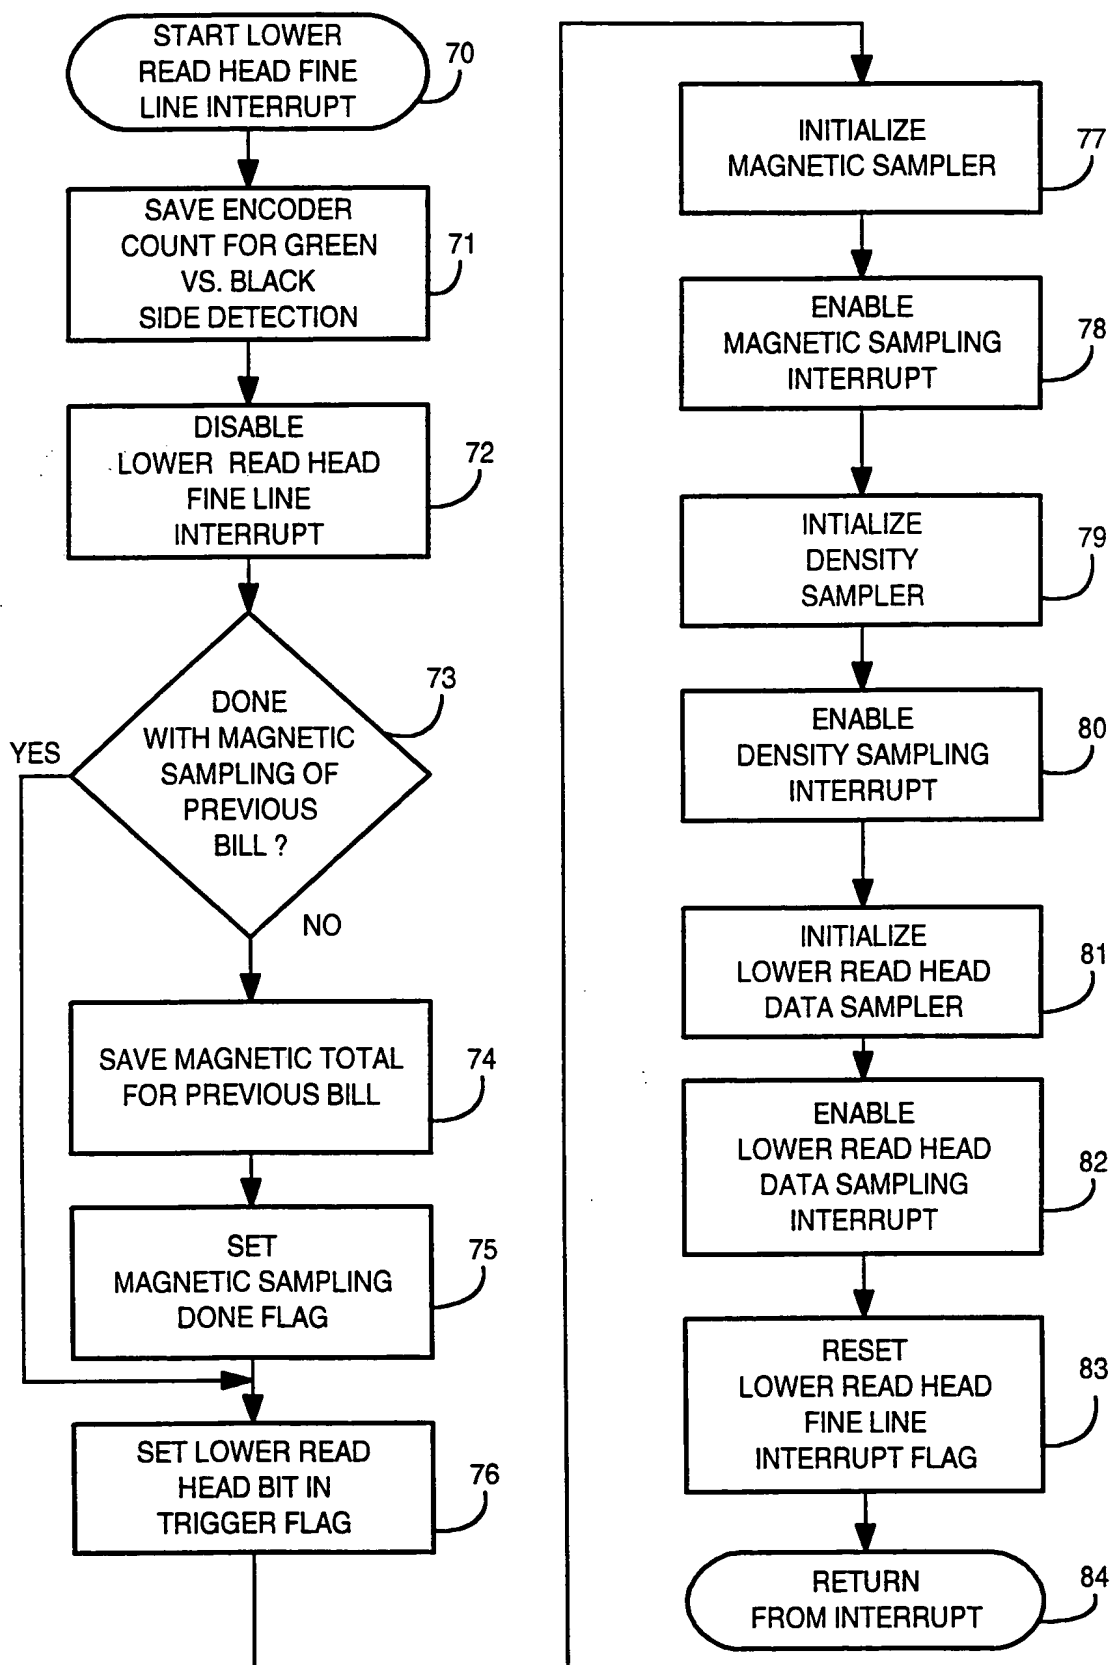 START LOWER
READ HEAD FINE
LINE INTERRUPT
70
SAVE ENCODER
COUNT FOR GREEN
VS. BLACK
SIDE DETECTION
71
DISABLE
LOWER READ HEAD
FINE LINE
INTERRUPT
72
DONE
WITH MAGNETIC
SAMPLING OF
PREVIOUS
BILL ?
73
YES
NO
SAVE MAGNETIC TOTAL
FOR PREVIOUS BILL
74
SET
MAGNETIC SAMPLING
DONE FLAG
75
SET LOWER READ
HEAD BIT IN
TRIGGER FLAG
76
INITIALIZE
MAGNETIC SAMPLER
77
ENABLE
MAGNETIC SAMPLING
INTERRUPT
78
INTIALIZE
DENSITY
SAMPLER
79
ENABLE
DENSITY SAMPLING
INTERRUPT
80
INITIALIZE
LOWER READ HEAD
DATA SAMPLER
81
ENABLE
LOWER READ HEAD
DATA SAMPLING
INTERRUPT
82
RESET
LOWER READ HEAD
FINE LINE
INTERRUPT FLAG
83
RETURN
FROM INTERRUPT
84